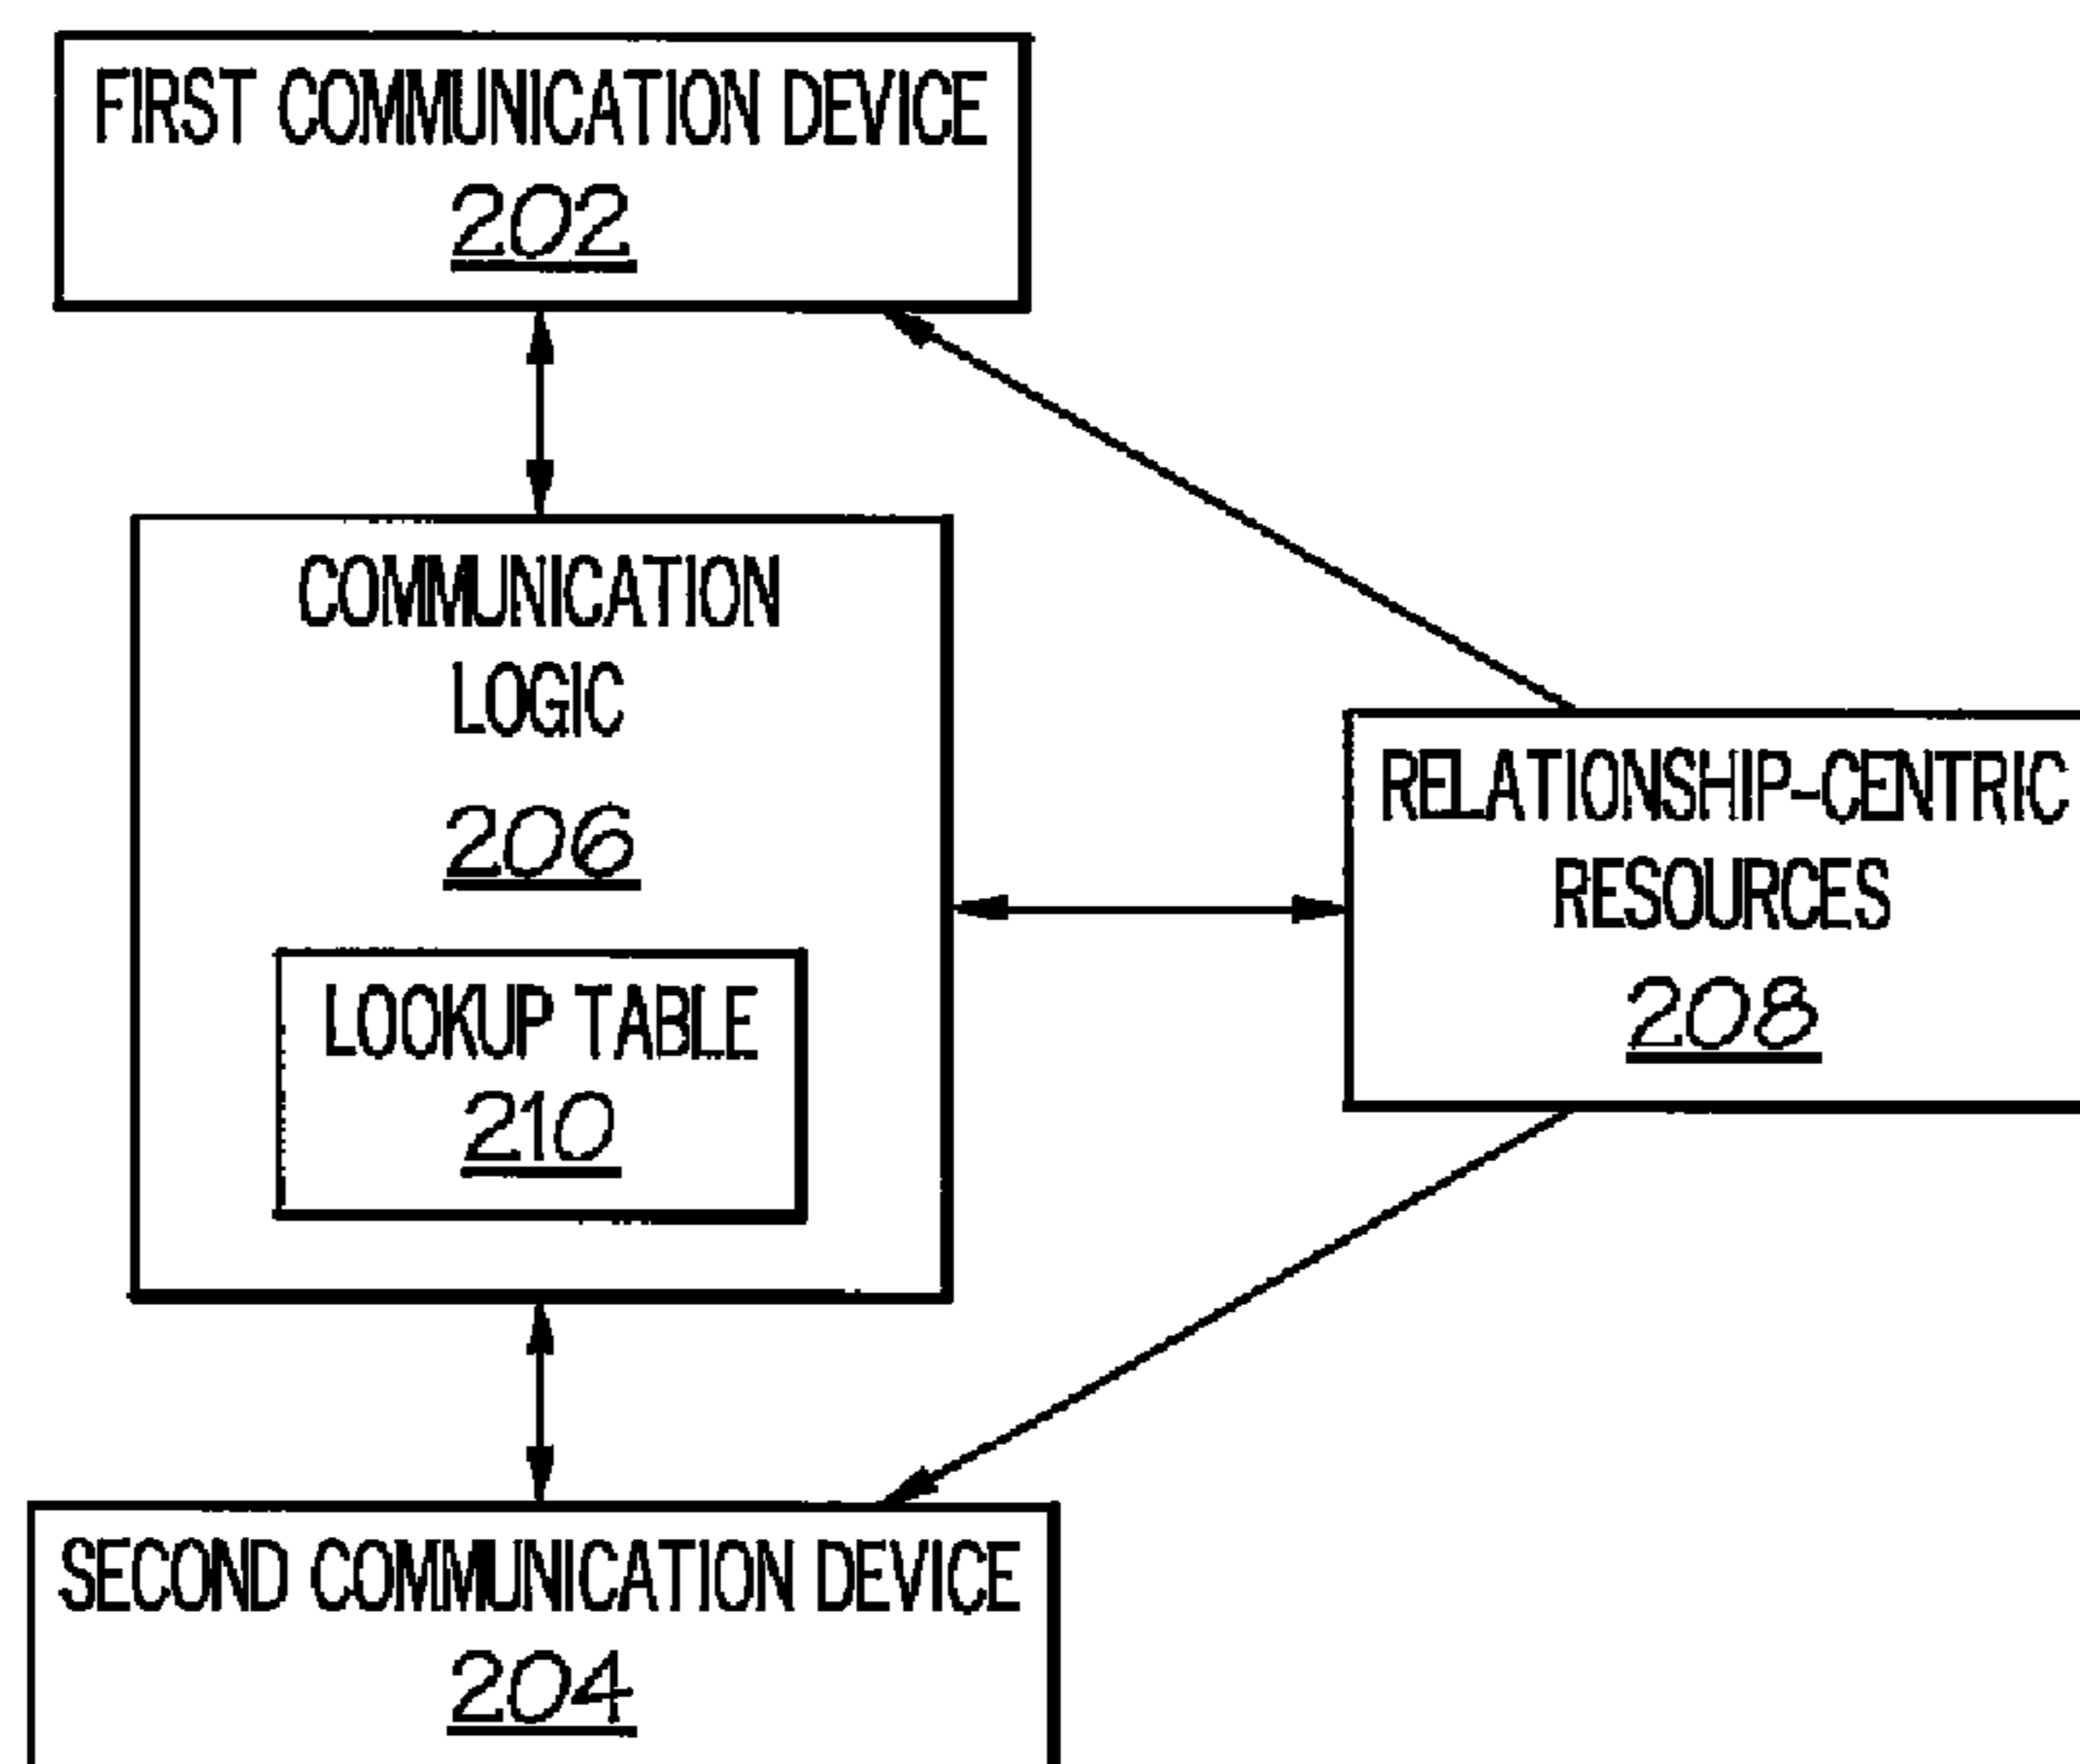 FIRST COMMUNICATION DEVICE
202
COMMUNICATION
LOGIC
206
LOOKUP TABLE
210
RELATIONSHIP-CENTRIC
RESOURCES
208
SECOND COMMUNICATION DEVICE
204